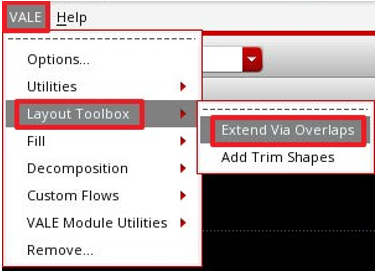 VALE Help
Options...
Utilities
Layout Toolbox
Extend Via Overlaps
Fill
Add Trim Shapes
Decomposition
Custom Flows
VALE Module Utilities
Remove...